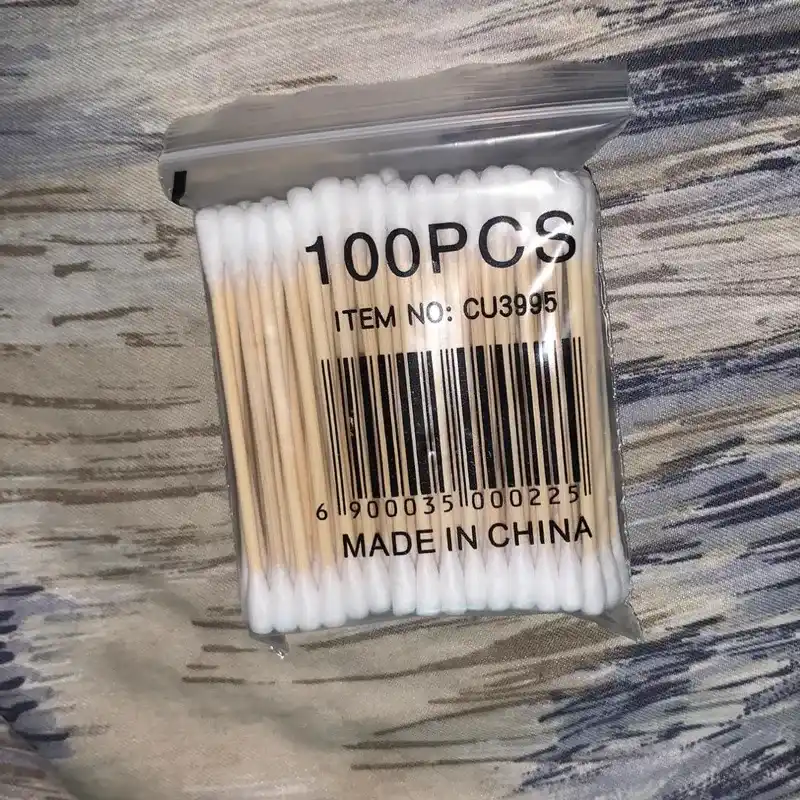 100PCS
ITEM NO: CU3995
6 900035 000225
MADE IN CHINA